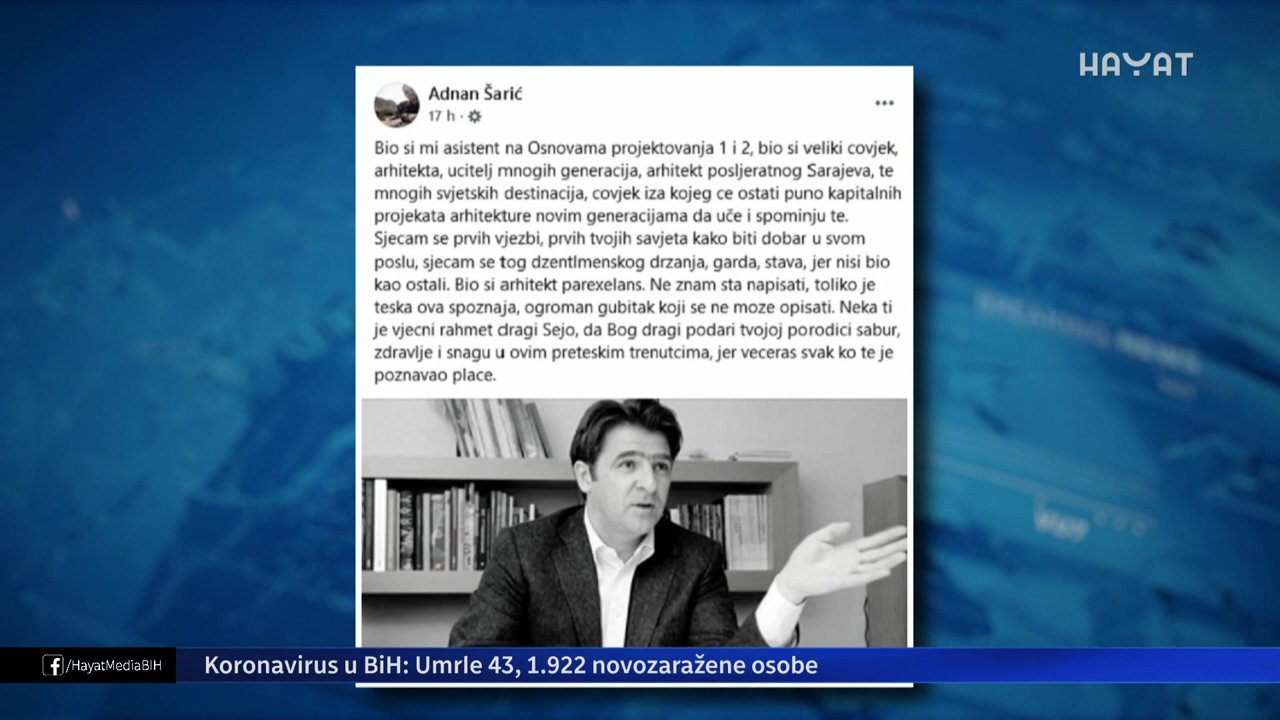 HAYAT
Adnan Šarić
17 h ·
Bio si mi asistent na Osnovama projektovanja 1 i 2, bio si veliki covjek,
arhitekta, ucitelj mnogih generacija, arhitekt posljeratnog Sarajeva, te
mnogih svjetskih destinacija, covjek iza kojeg ce ostati puno kapitalnih
projekata arhitekture novim generacijama da uče i spominju te.
Sjecam se prvih vjezbi, prvih tvojih savjeta kako biti dobar u svom
poslu, sjecam se tog dzentlmenskog drzanja, garda, stava, jer nisi bio
kao ostali. Bio si arhitekt parexelans. Ne znam sta napisati, toliko je
teska ova spoznaja, ogroman gubitak koji se ne moze opisati. Neka ti
je vjecni rahmet dragi Sejo, da Bog dragi podari tvojoj porodici sabur,
zdravlje i snagu u ovim preteskim trenutcima, jer veceras svak ko te je
poznavao place.
/HayatMediaBIH
Koronavirus u BiH: Umrle 43, 1.922 novozaražene osobe